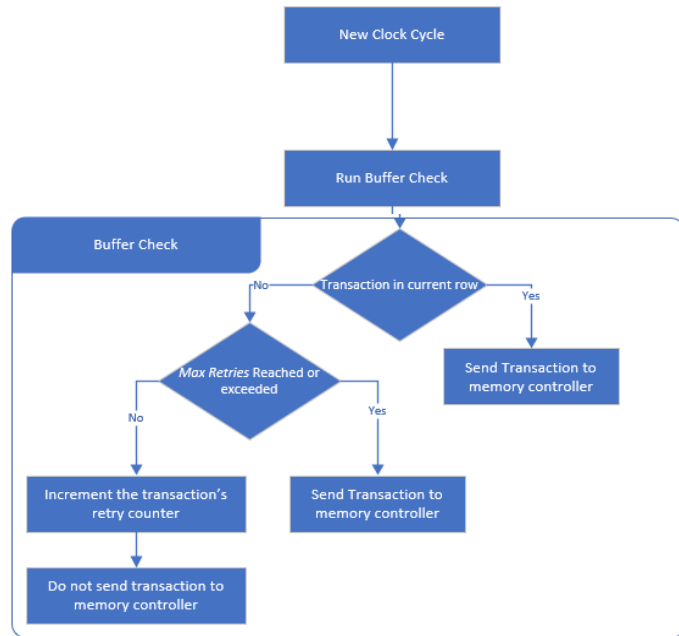 New Clock Cycle
Run Buffer Check
Buffer Check
Transaction in current row
No
Yes
Max Retries Reached or
exceeded
Send Transaction to
memory controller
No
Yes
Increment the transaction's
retry counter
Send Transaction to
memory controller
Do not send transaction to
memory controller